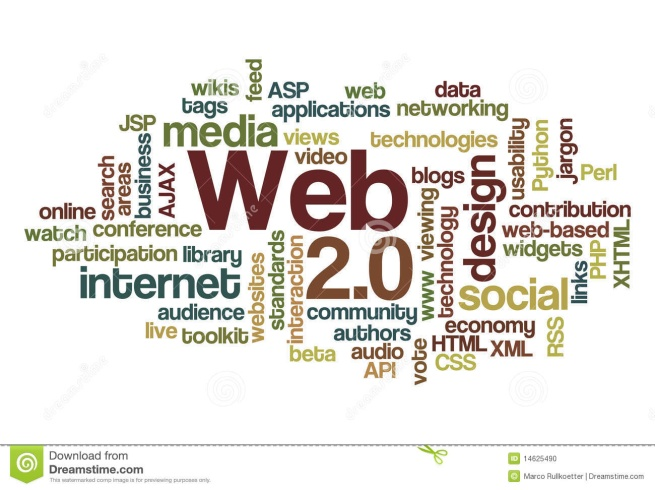 wikis
feed
ASP
web
data
tags
applications
networking
JSP
media
views
technologies
usability
Python
jargon
video
Web
blogs
design
Perl
search
areas
business
AJAX
viewing
online
contribution
watch
conference
technology
web-based
participation
library
2.0
widgets
PHP
XHTML
internet
websites
standards
interaction
www
social
links
audience
community
live
toolkit
authors
economy
RSS
beta
audio
vote
HTML
XML
API
CSS
Download from
Dreamstime.com
This watermarked comp image is for previewing purposes only.
14625490
Marco Rullkoetter | Dreamstime.com